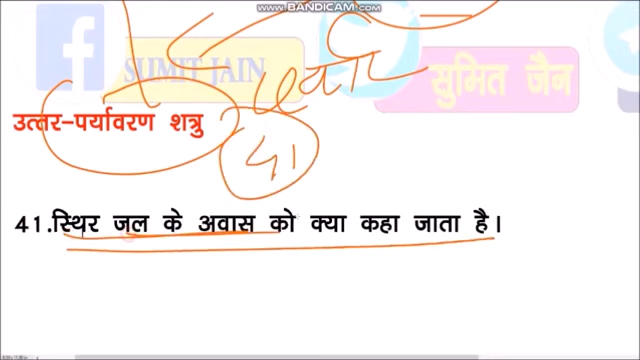 www.BANDICAM.com
SUMIT JAIN
सुमित जैन
उत्तर-पर्यावरण शत्रु
41.स्थिर जल के अवास को क्या कहा जाता है।